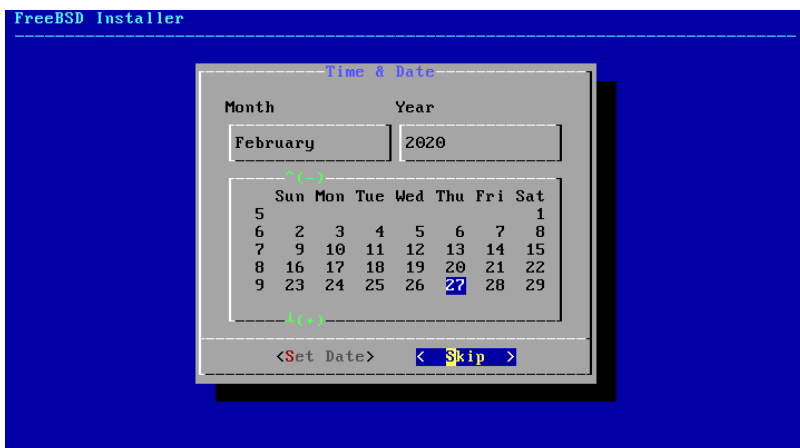 FreeBSD Installer
Time & Date
Month Year
February 2020
^(-)
Sun Mon Tue Wed Thu Fri Sat
5 1
6 2 3 4 5 6 7 8
7 9 10 11 12 13 14 15
8 16 17 18 19 20 21 22
9 23 24 25 26 27 28 29
(+)
<Set Date> < Skip >